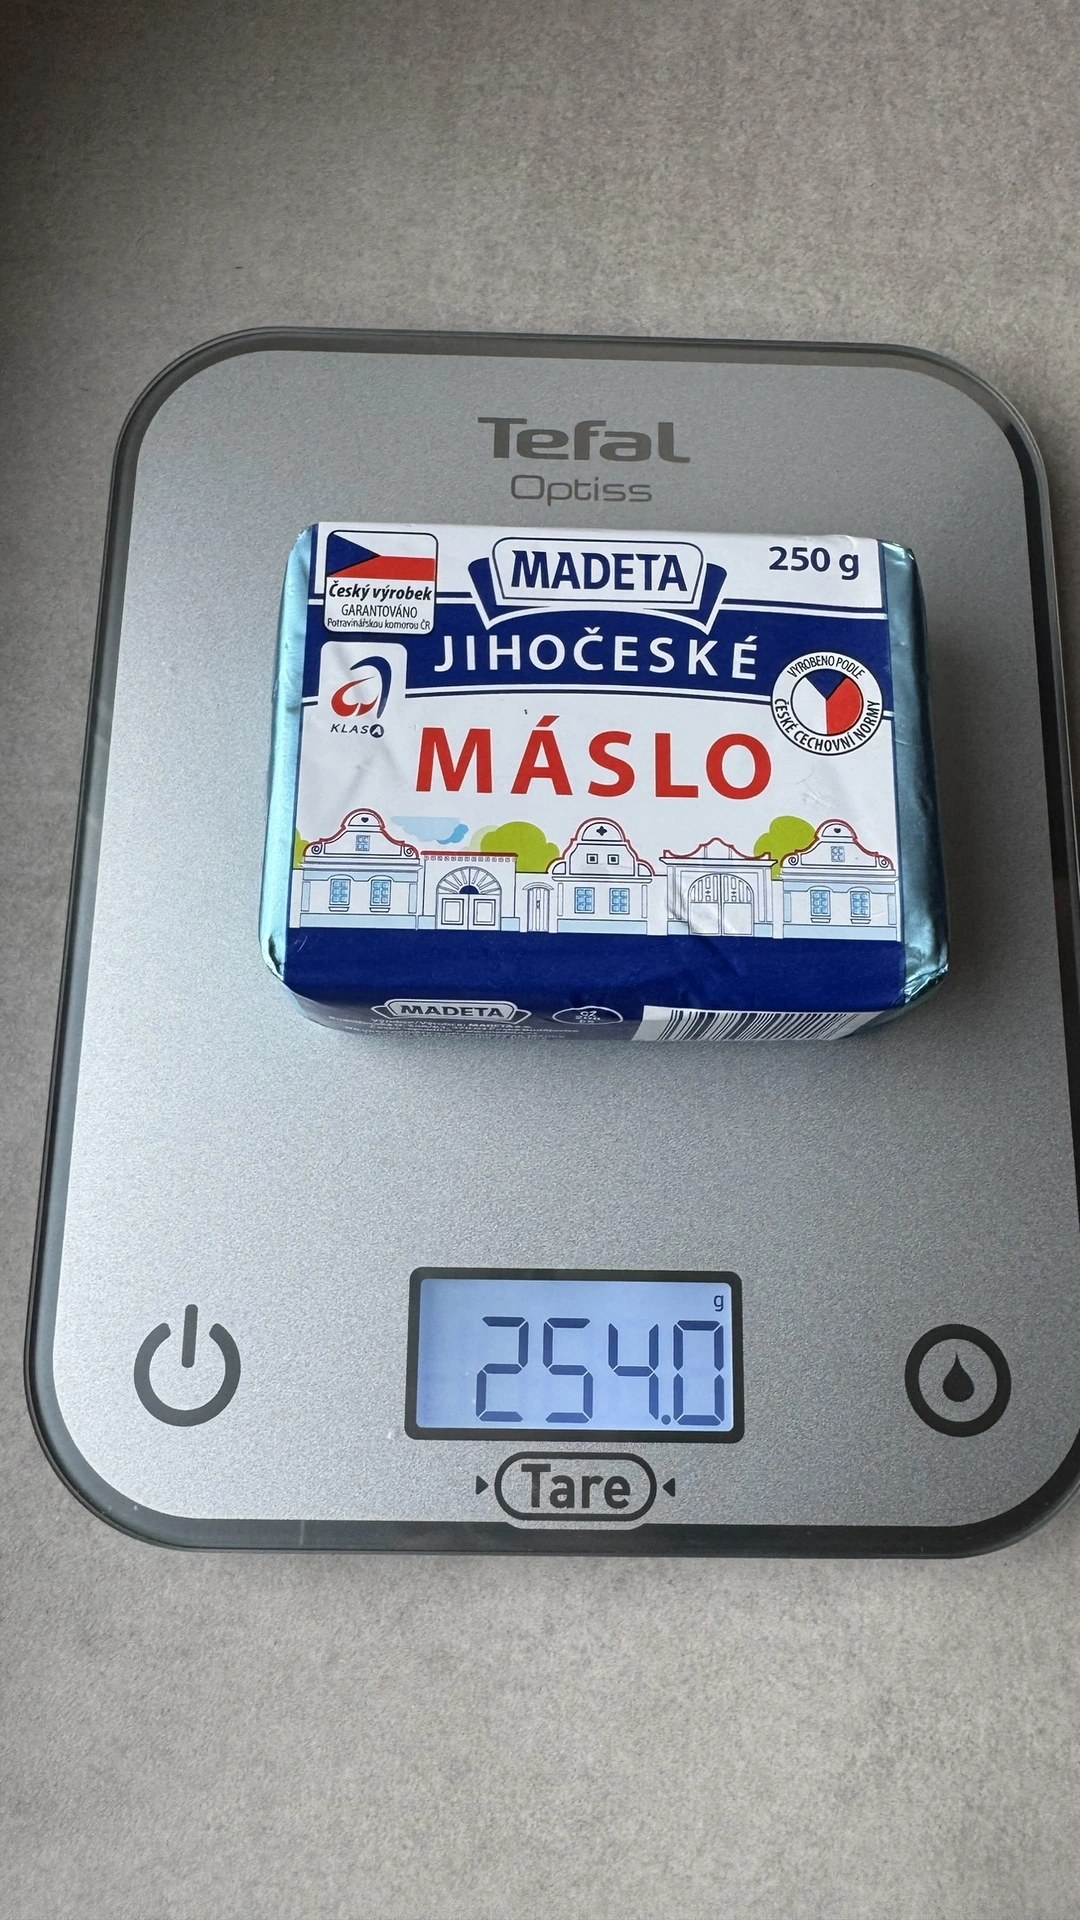 Tefal
Optiss
Český výrobek
GARANTOVÁNO
Potravinářskou komorou ČR
MADETA
250 g
JIHOČESKÉ
KLASA
VYROBENO PODLE
ČESKÉ CECHOVNÍ NORMY
MÁSLO
MADETA
CZ
g
254.0
Tare